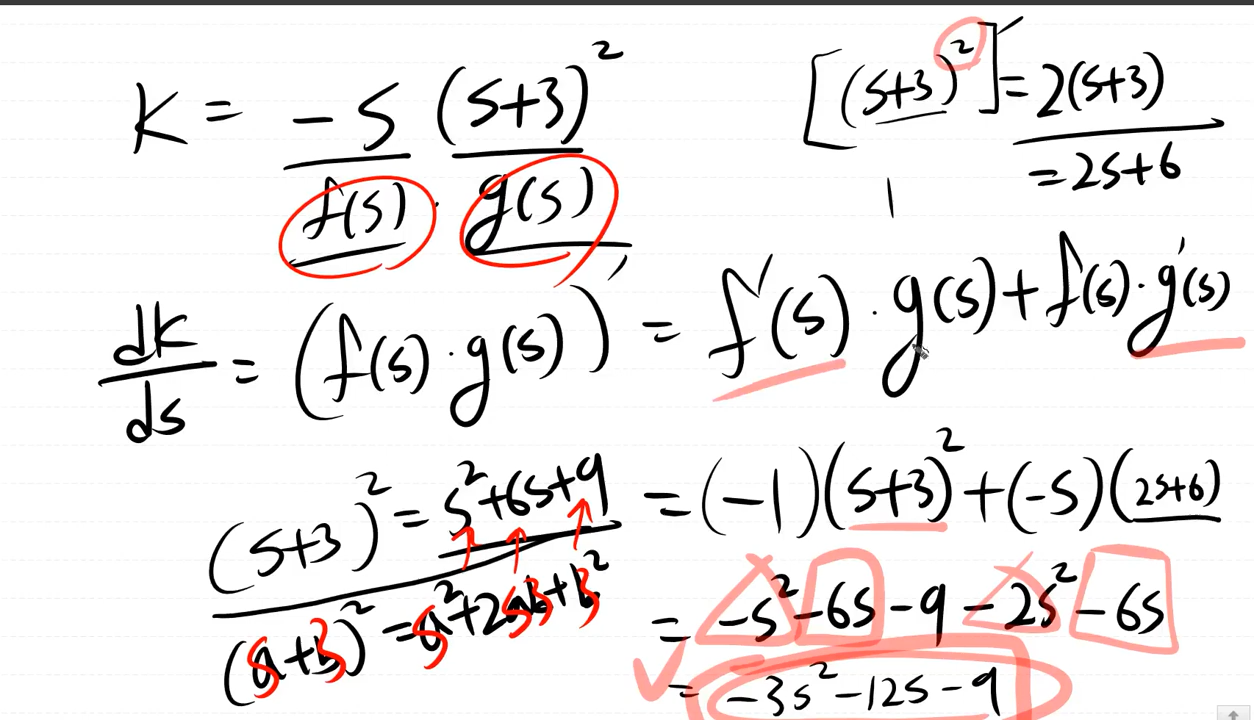 K = -s (s+3)²
f(s) · g(s)
[(s+3)²]' = 2(s+3)
= 2s+6
dk/ds = (f(s)·g(s))' = f'(s)·g(s)+f(s)·g'(s)
(s+3)² = s²+6s+9
= (-1)(s+3)²+(-s)(2s+6)
(a+b)² = a²+2ab+b²
= -s²-6s-9-2s²-6s
= -3s²-12s-9